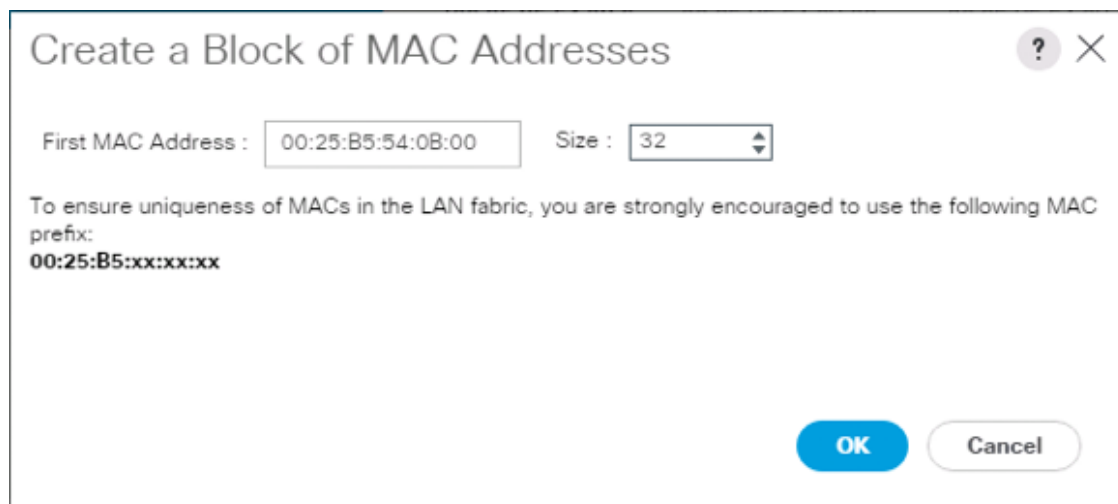 Create a Block of MAC Addresses ?
First MAC Address : 00:25:B5:54:0B:00 Size : 32
To ensure uniqueness of MACs in the LAN fabric, you are strongly encouraged to use the following MAC
prefix:
00:25:B5:xx:xx:xx
OK Cancel